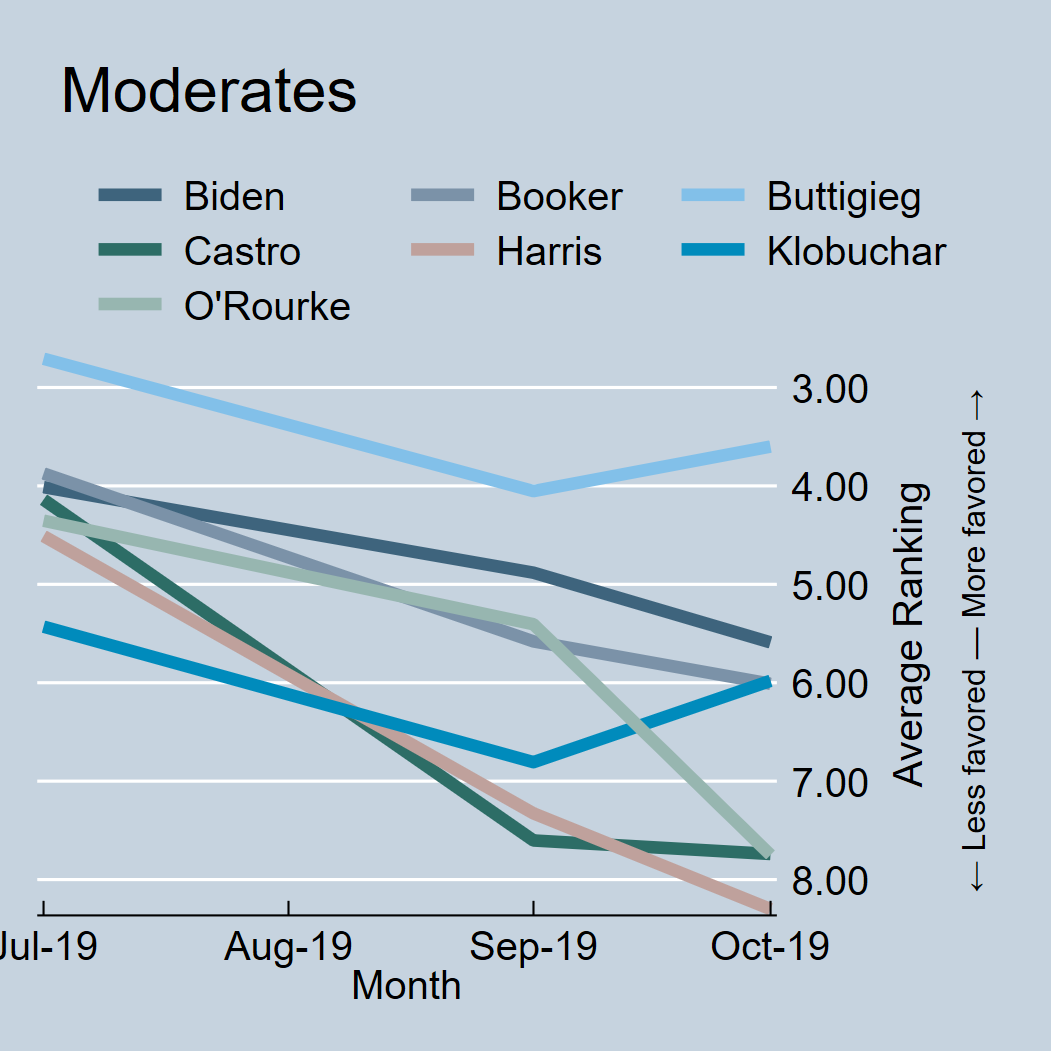 Moderates
Biden Booker Buttigieg
Castro Harris Klobuchar
O'Rourke
3.00
4.00
5.00
6.00
7.00
8.00
Average Ranking
← Less favored — More favored →
Jul-19 Aug-19 Sep-19 Oct-19
Month